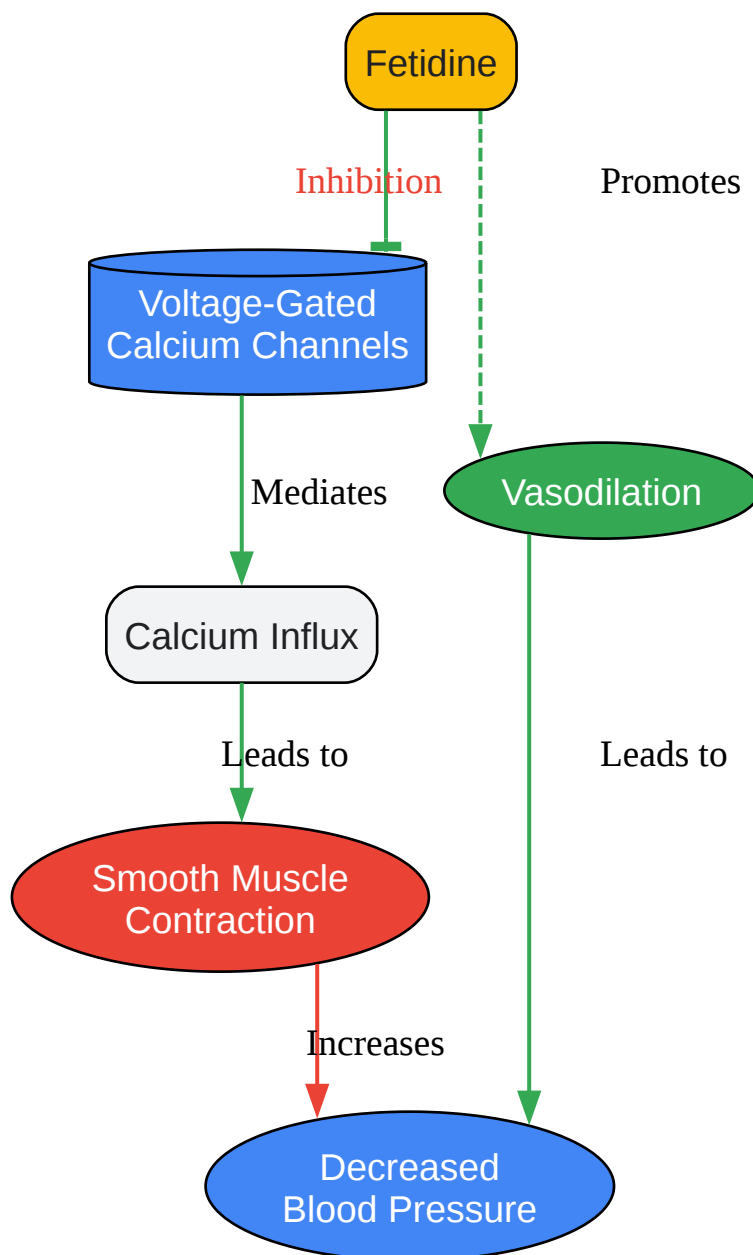 Fetidine
Inhibition
Promotes
Voltage-Gated
Calcium Channels
Mediates
Vasodilation
Calcium Influx
Leads to
Leads to
Smooth Muscle
Contraction
Increases
Decreased
Blood Pressure